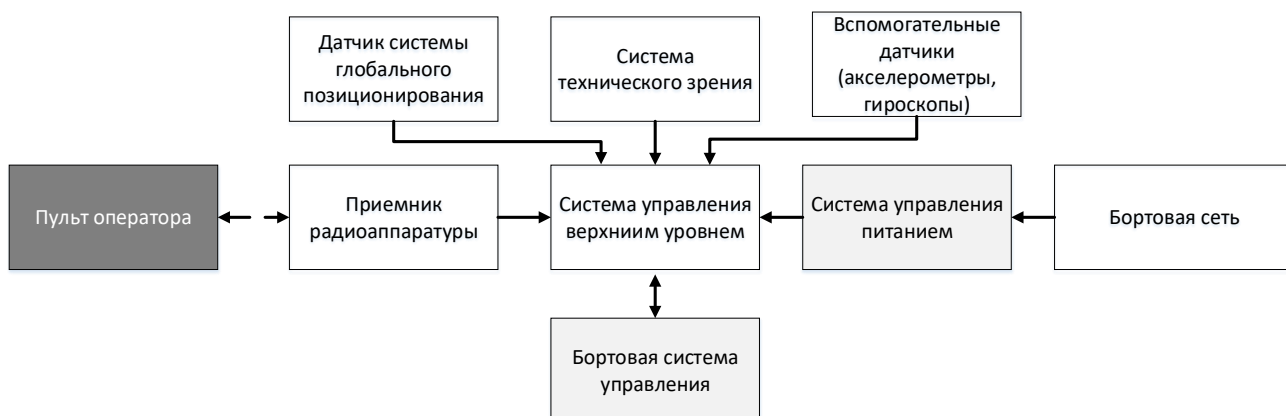 Датчик системы
глобального
позиционирования
Система
технического зрения
Вспомогательные
датчики
(акселерометры,
гироскопы)
Пульт оператора
Приемник
радиоаппаратуры
Система управления
верхниим уровнем
Система управления
питанием
Бортовая сеть
Бортовая система
управления